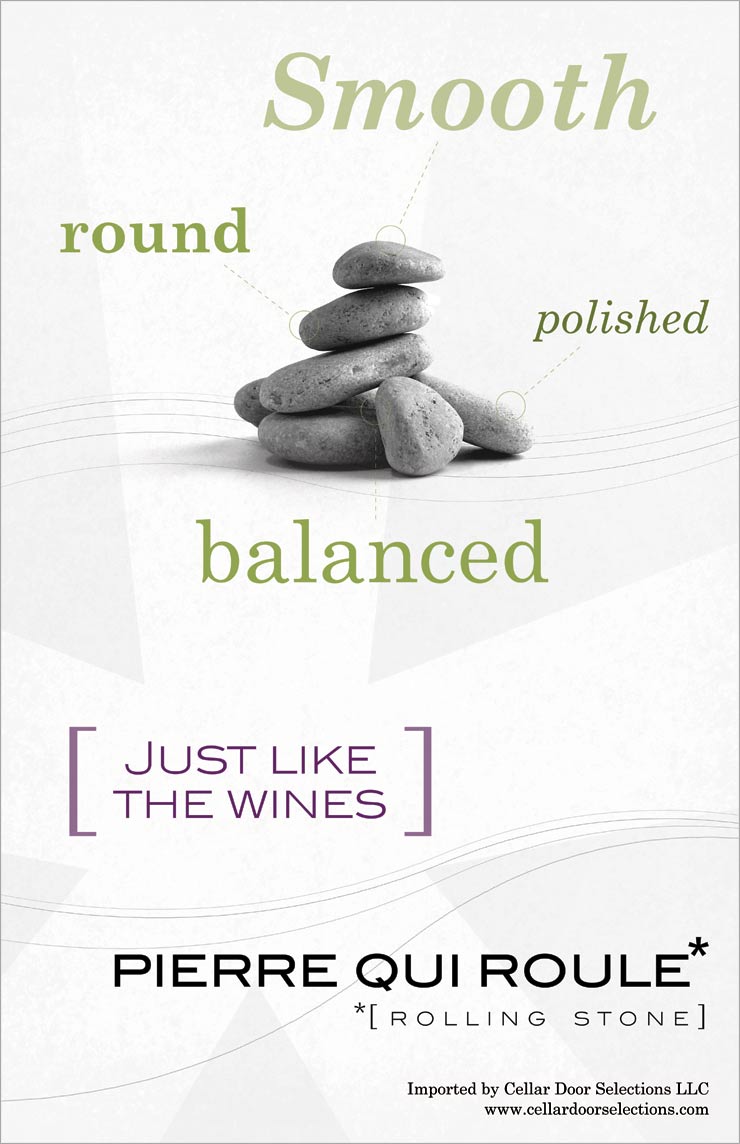 Smooth
round
polished
balanced
[ JUST LIKE
THE WINES ]
PIERRE QUI ROULE*
*[ ROLLING STONE ]
Imported by Cellar Door Selections LLC
www.cellardoorselections.com